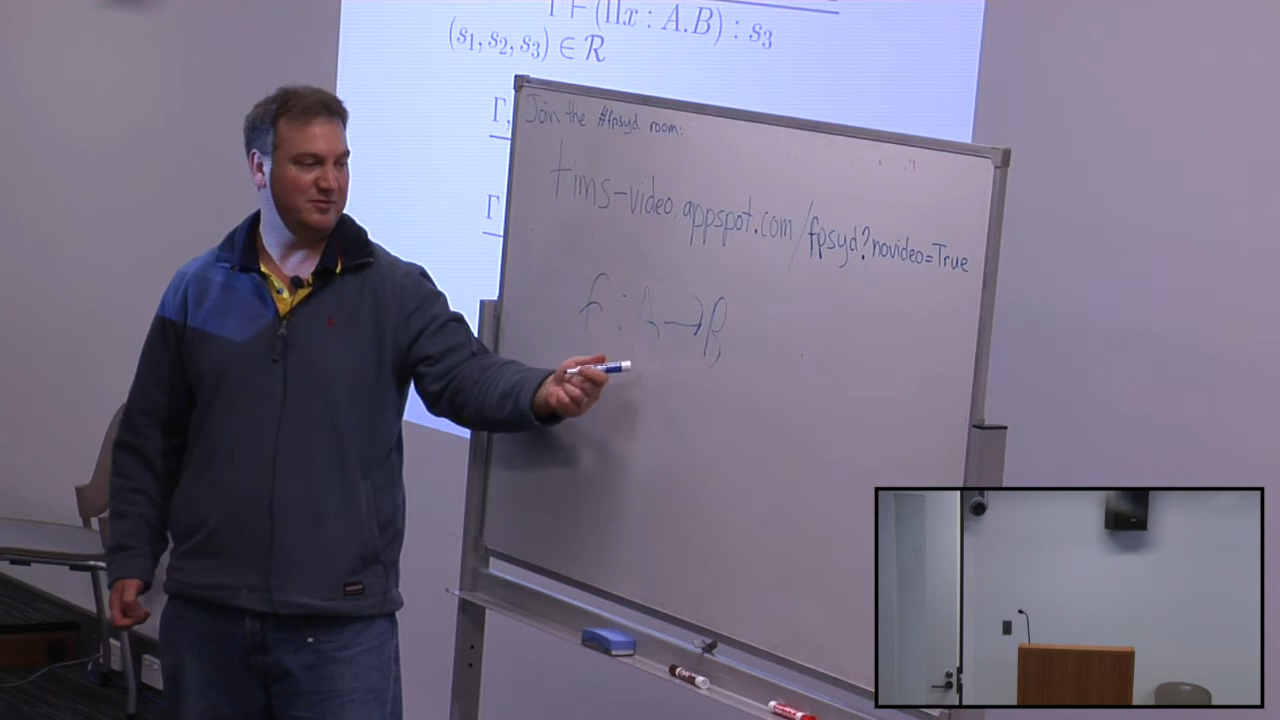 Γ ⊢ (Πx : A.B) : s₃
(s₁, s₂, s₃) ∈ R
Γ,
Γ
Join the #fpsyd room:
tims-video.appspot.com/fpsyd?novideo=True
f : A → B